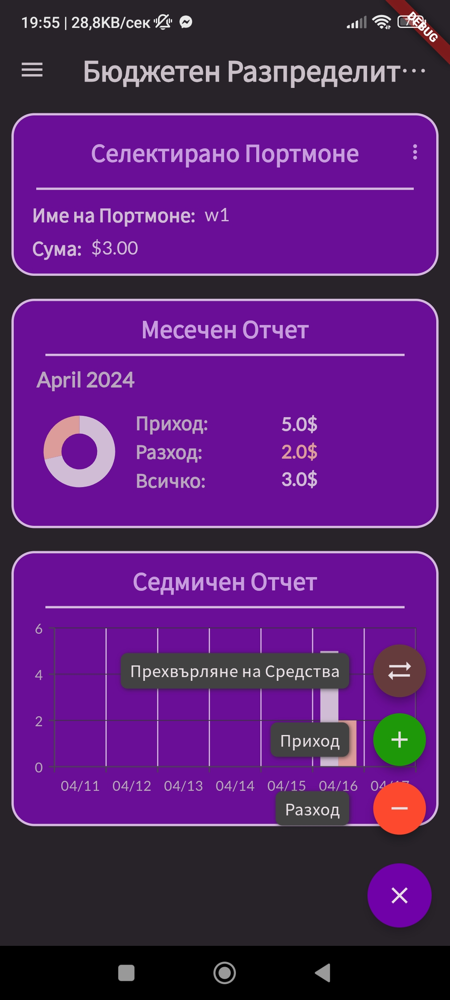 19:55 | 28,8KB/сек
DEBUG
Бюджетен Разпределит...
Селектирано Портмоне
Име на Портмоне: w1
Сума: $3.00
Месечен Отчет
April 2024
Приход: 5.0$
Разход: 2.0$
Всичко: 3.0$
Седмичен Отчет
6
4
2
0
Прехвърляне на Средства
Приход
04/11 04/12 04/13 04/14 04/15 04/16
Разход